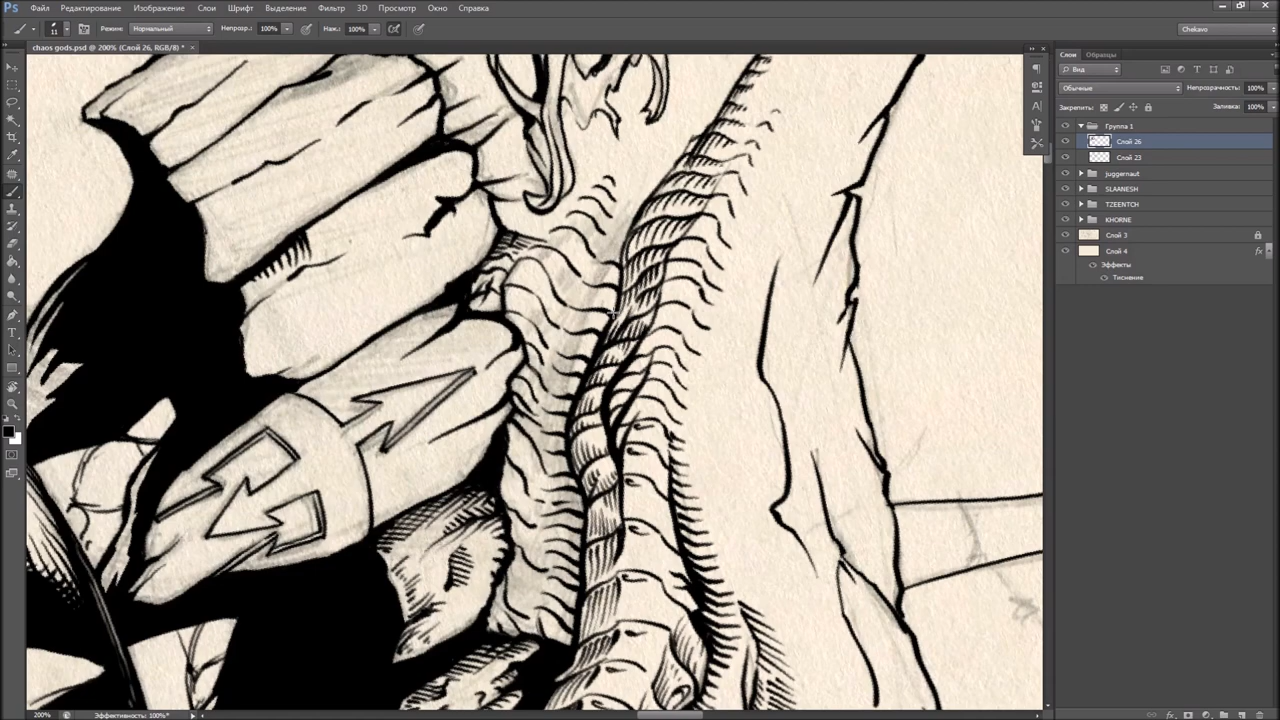 Ps Файл Редактирование Изображение Слои Шрифт Выделение Фильтр 3D Просмотр Окно Справка
11 Режим: Нормальный Непрозр.: 100% Наж.: 100% Chekavo
chaos gods.psd @ 200% (Слой 26, RGB/8) * ×
Слои Образцы
Вид
Обычные Непрозрачность: 100%
Закрепить: Заливка: 100%
Группа 1
Слой 26
Слой 23
juggernaut
SLAANESH
TZEENTCH
KHORNE
Слой 3
Слой 4 fx
Эффекты
Тиснение
200% Эффективность: 100%*